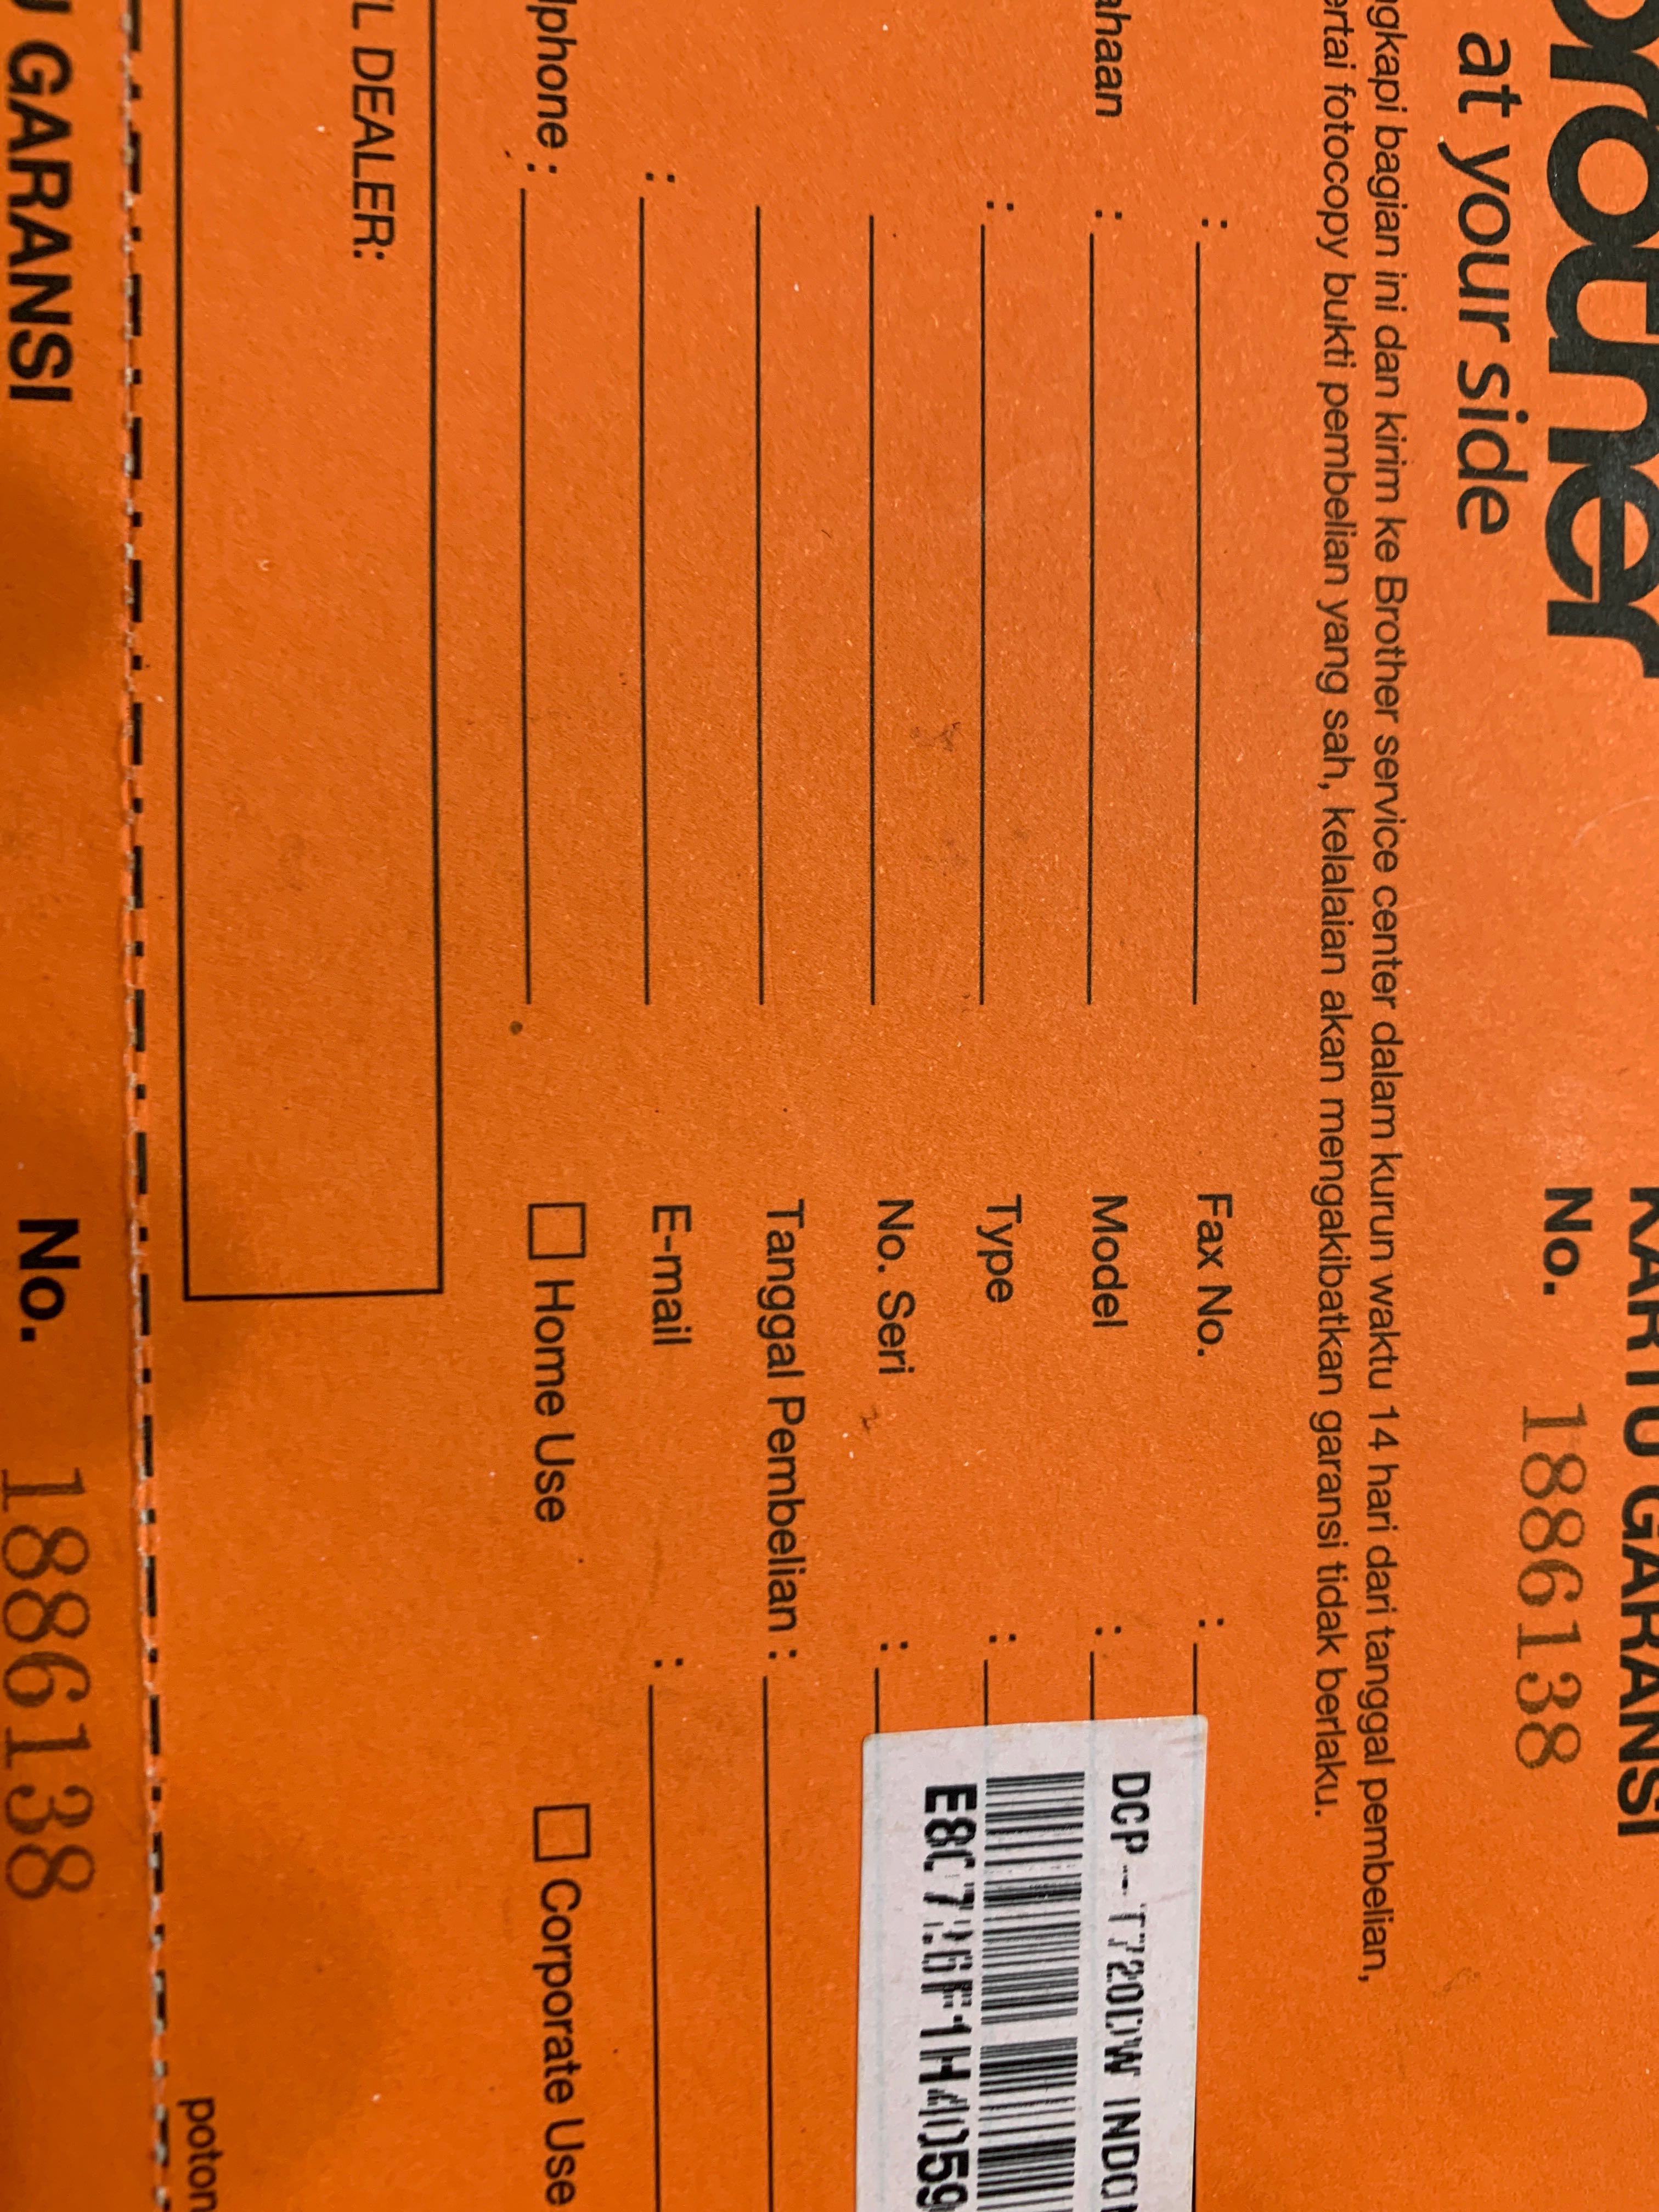 brother
at your side
KARTU GARANSI
No. 1886138
ngkapi bagian ini dan kirim ke Brother service center dalam kurun waktu 14 hari dari tanggal pembelian,
ertai fotocopy bukti pembelian yang sah, kelalaian akan mengakibatkan garansi tidak berlaku.
: Fax No. :
ahaan : Model :
: Type :
No. Seri :
Tanggal Pembelian :
: E-mail :
lphone : Home Use Corporate Use
DCP-T720DW INDO
L DEALER:
poton
U GARANSI No. 1886138